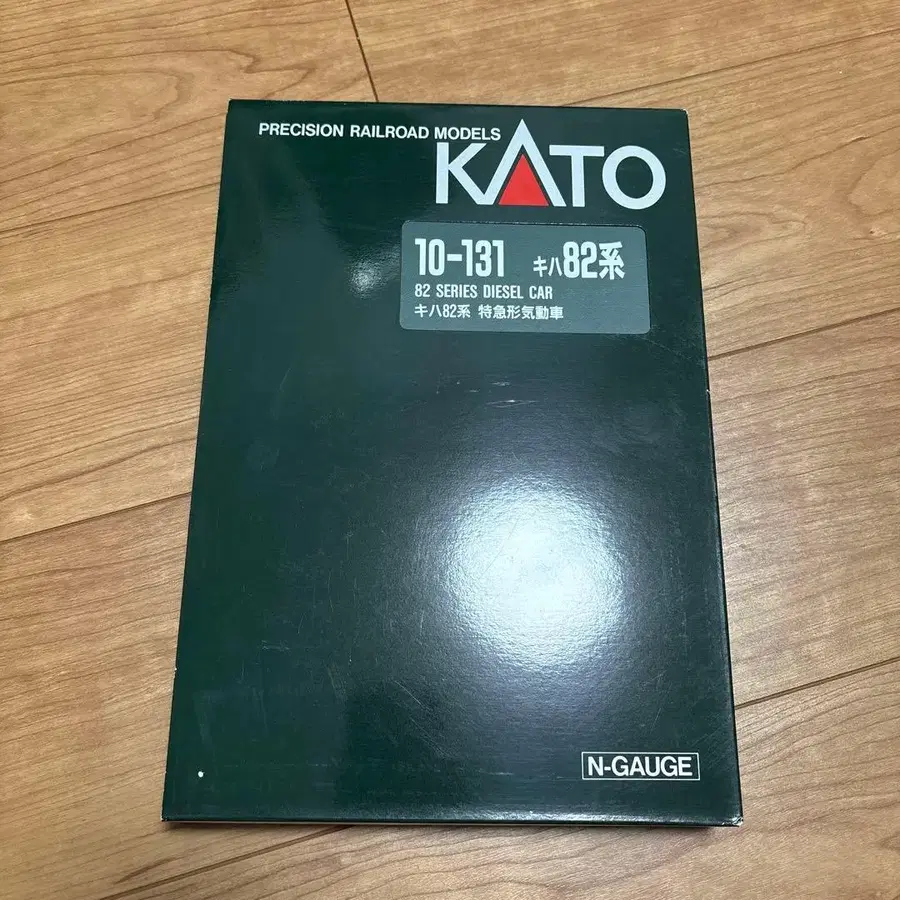 PRECISION RAILROAD MODELS
KATO
10-131 キハ82系
82 SERIES DIESEL CAR
キハ82系 特急形気動車
N-GAUGE